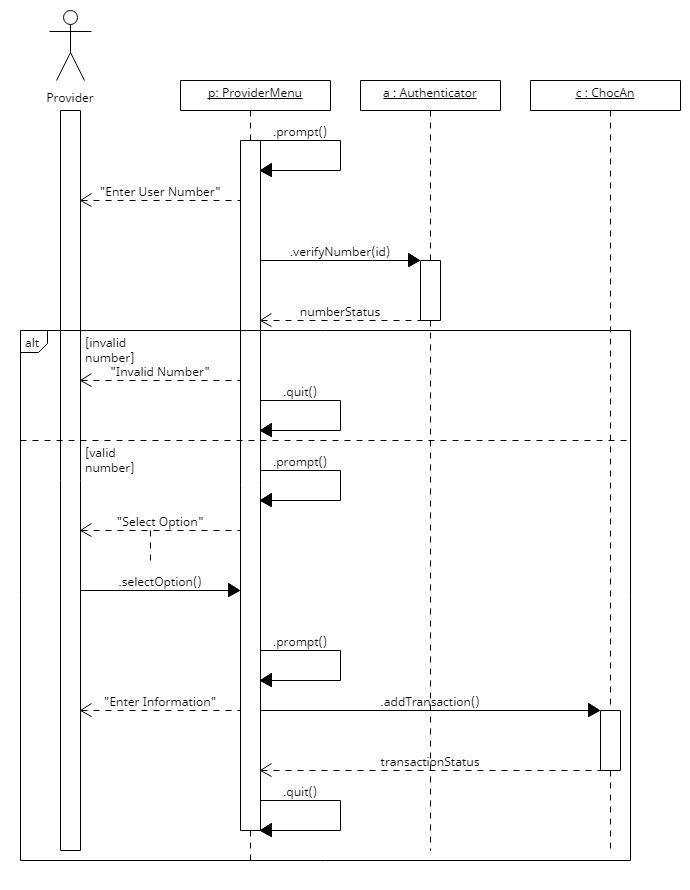 Provider
p: ProviderMenu
a : Authenticator
c : ChocAn
.prompt()
"Enter User Number"
.verifyNumber(id)
numberStatus
alt
[invalid
number]
"Invalid Number"
.quit()
[valid
number]
.prompt()
"Select Option"
.selectOption()
.prompt()
"Enter Information"
.addTransaction()
transactionStatus
.quit()